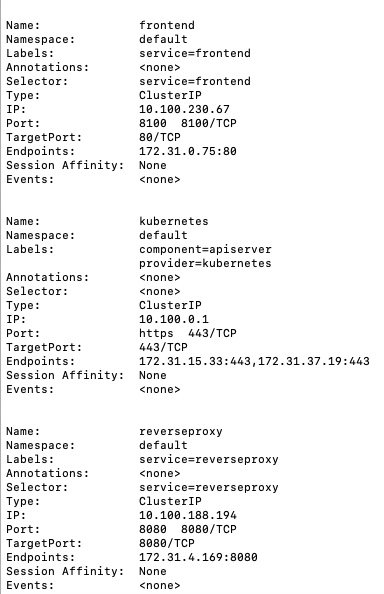 Name: frontend
Namespace: default
Labels: service=frontend
Annotations: <none>
Selector: service=frontend
Type: ClusterIP
IP: 10.100.230.67
Port: 8100 8100/TCP
TargetPort: 80/TCP
Endpoints: 172.31.0.75:80
Session Affinity: None
Events: <none>
Name: kubernetes
Namespace: default
Labels: component=apiserver
provider=kubernetes
Annotations: <none>
Selector: <none>
Type: ClusterIP
IP: 10.100.0.1
Port: https 443/TCP
TargetPort: 443/TCP
Endpoints: 172.31.15.33:443,172.31.37.19:443
Session Affinity: None
Events: <none>
Name: reverseproxy
Namespace: default
Labels: service=reverseproxy
Annotations: <none>
Selector: service=reverseproxy
Type: ClusterIP
IP: 10.100.188.194
Port: 8080 8080/TCP
TargetPort: 8080/TCP
Endpoints: 172.31.4.169:8080
Session Affinity: None
Events: <none>